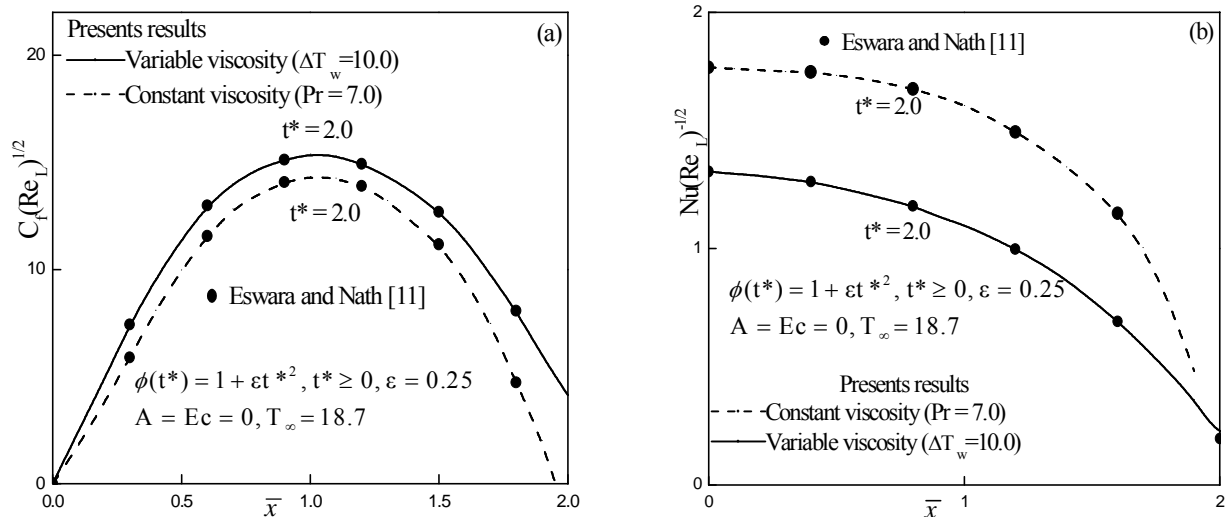 Presents results
Variable viscosity (ΔT_w=10.0)
Constant viscosity (Pr = 7.0)
(a)
t* = 2.0
t* = 2.0
Eswara and Nath [11]
ϕ(t*) = 1 + εt*², t* ≥ 0, ε = 0.25
A = Ec = 0, T_∞ = 18.7
C_f(Re_L)^1/2
20
10
0
0.0 0.5 1.0 1.5 2.0
x̅
(b)
Eswara and Nath [11]
t* = 2.0
t* = 2.0
ϕ(t*) = 1 + εt*², t* ≥ 0, ε = 0.25
A = Ec = 0, T_∞ = 18.7
Presents results
Constant viscosity (Pr = 7.0)
Variable viscosity (ΔT_w=10.0)
Nu(Re_L)^-1/2
2
1
0
0 1 2
x̅